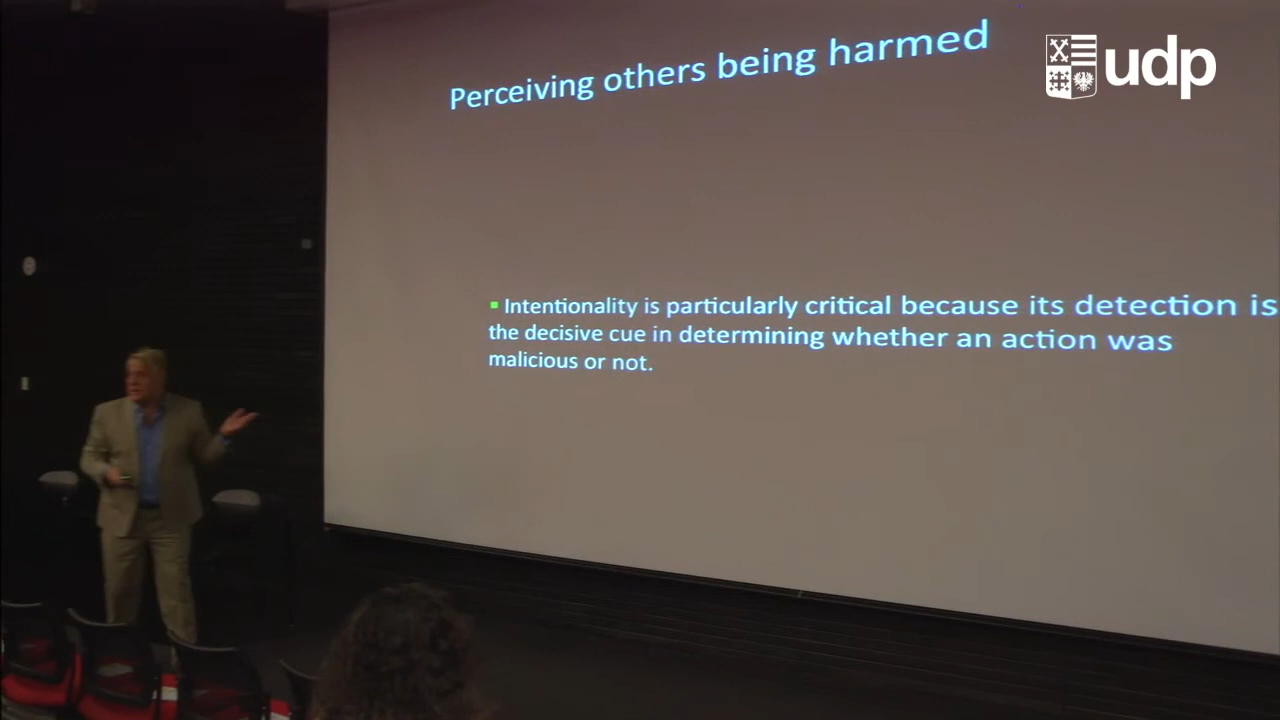 Perceiving others being harmed
udp
▪ Intentionality is particularly critical because its detection is
the decisive cue in determining whether an action was
malicious or not.